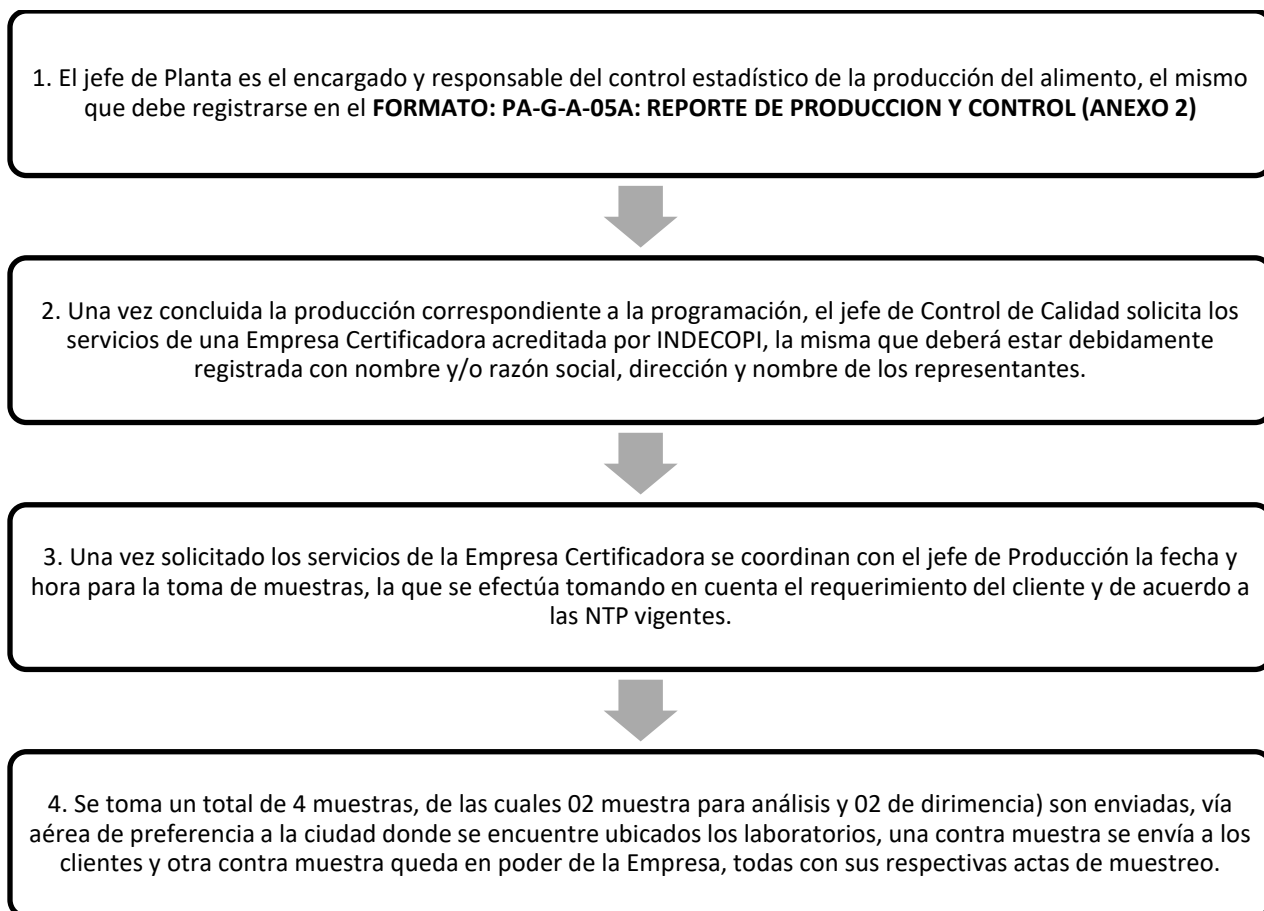 1. El jefe de Planta es el encargado y responsable del control estadístico de la producción del alimento, el mismo
que debe registrarse en el FORMATO: PA-G-A-05A: REPORTE DE PRODUCCION Y CONTROL (ANEXO 2)
2. Una vez concluida la producción correspondiente a la programación, el jefe de Control de Calidad solicita los
servicios de una Empresa Certificadora acreditada por INDECOPI, la misma que deberá estar debidamente
registrada con nombre y/o razón social, dirección y nombre de los representantes.
3. Una vez solicitado los servicios de la Empresa Certificadora se coordinan con el jefe de Producción la fecha y
hora para la toma de muestras, la que se efectúa tomando en cuenta el requerimiento del cliente y de acuerdo a
las NTP vigentes.
4. Se toma un total de 4 muestras, de las cuales 02 muestra para análisis y 02 de dirimencia) son enviadas, vía
aérea de preferencia a la ciudad donde se encuentre ubicados los laboratorios, una contra muestra se envía a los
clientes y otra contra muestra queda en poder de la Empresa, todas con sus respectivas actas de muestreo.